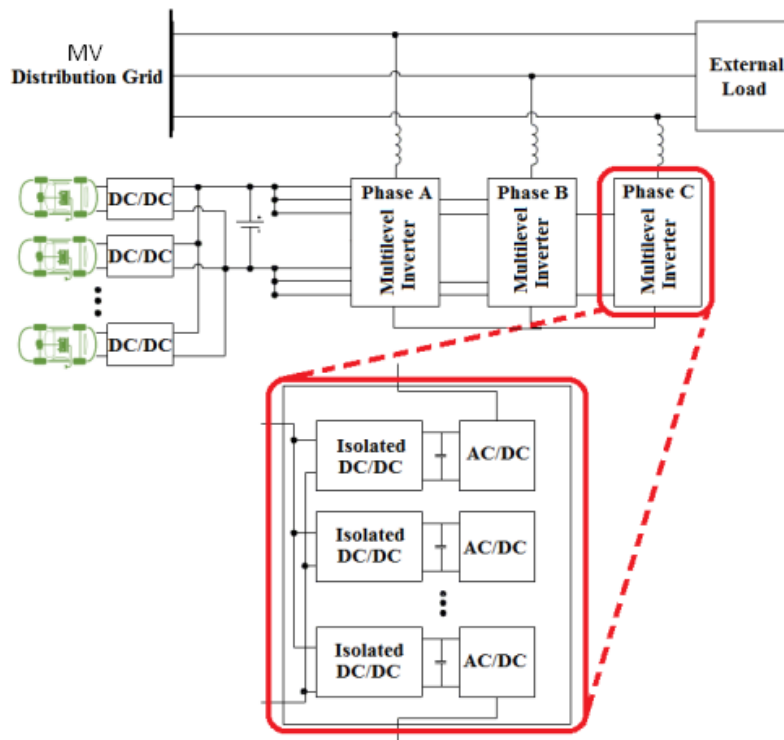 MV
Distribution Grid
External
Load
DC/DC
DC/DC
DC/DC
Phase A
Multilevel
Inverter
Phase B
Multilevel
Inverter
Phase C
Multilevel
Inverter
Isolated
DC/DC
AC/DC
Isolated
DC/DC
AC/DC
Isolated
DC/DC
AC/DC